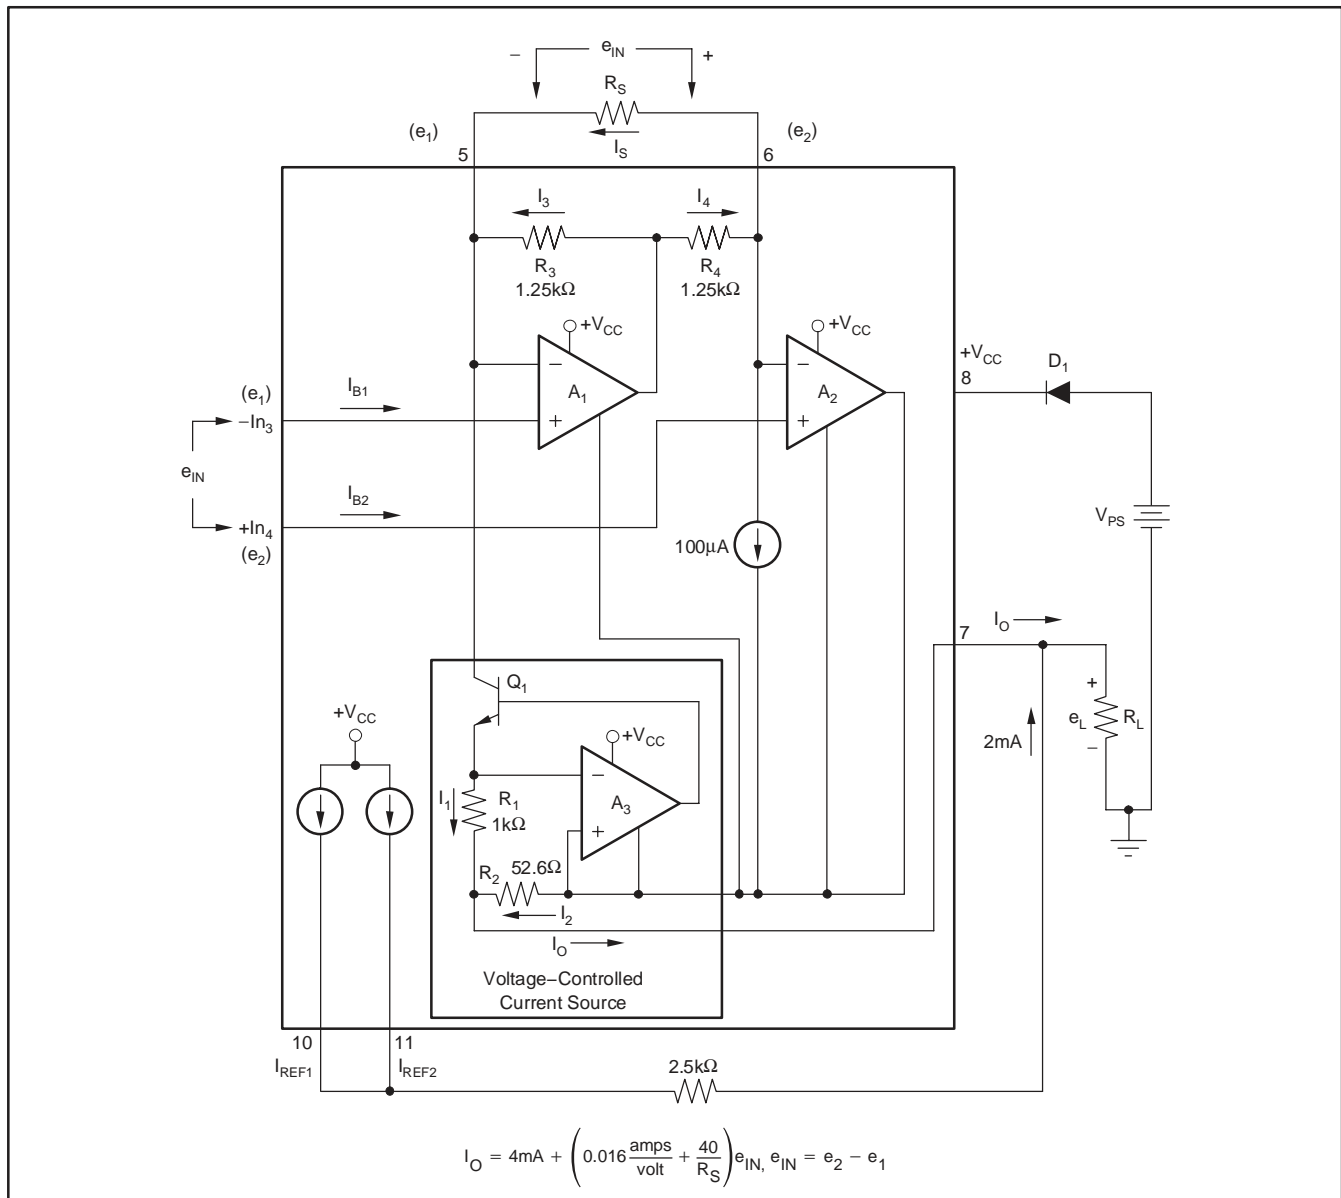 − e_IN +
R_S
(e_1) (e_2)
I_S
5 6
I_3 I_4
R_3 R_4
1.25kΩ 1.25kΩ
+V_CC +V_CC
+V_CC D_1
8
− −
A_1 A_2
+ +
(e_1) I_B1
−In_3
e_IN
I_B2
+In_4
(e_2)
V_PS
100μA
I_O
7
Q_1
+V_CC
+V_CC
+
e_L R_L
−
2mA
I_1 R_1
1kΩ
−
A_3
+
R_2 52.6Ω
I_2
I_O
Voltage−Controlled
Current Source
10 11
I_REF1 I_REF2
2.5kΩ
I_O = 4mA + (0.016 amps/volt + 40/R_S) e_IN, e_IN = e_2 − e_1